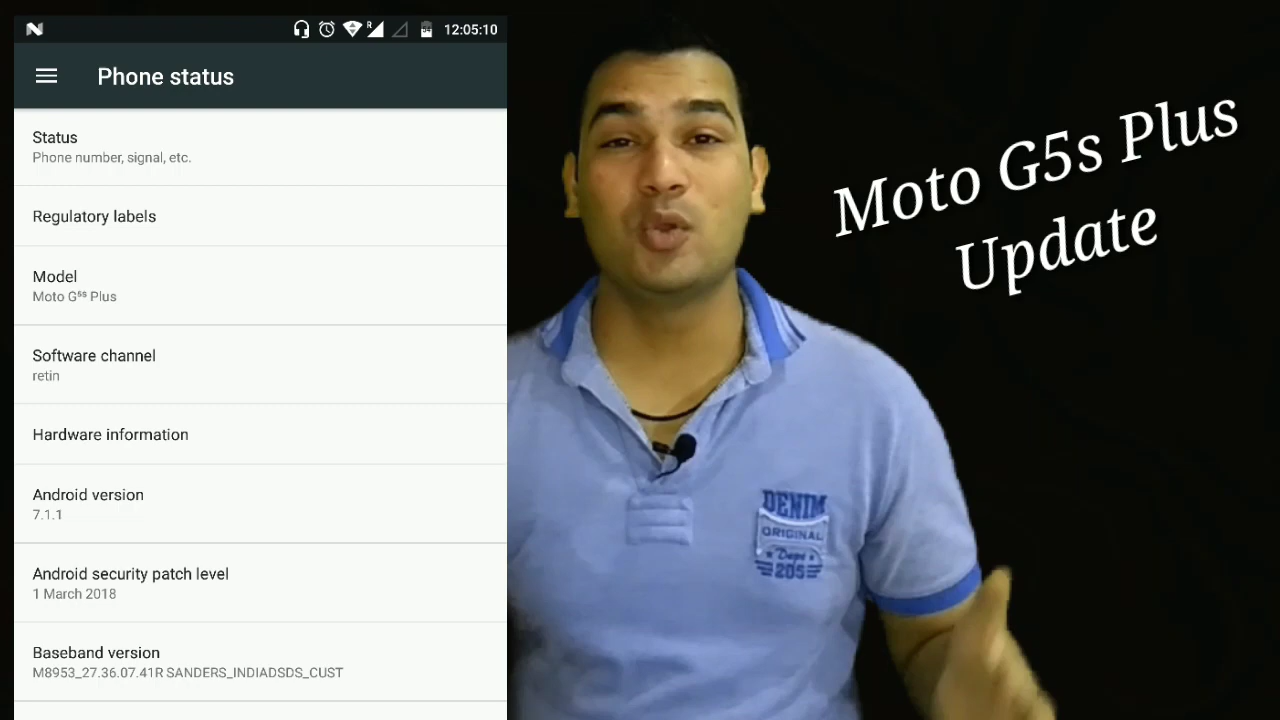 12:05:10
Phone status
Status
Phone number, signal, etc.
Regulatory labels
Model
Moto G⁵ˢ Plus
Software channel
retin
Hardware information
Android version
7.1.1
Android security patch level
1 March 2018
Baseband version
M8953_27.36.07.41R SANDERS_INDIADSDS_CUST
Moto G5s Plus
Update
DENIM
ORIGINAL
205